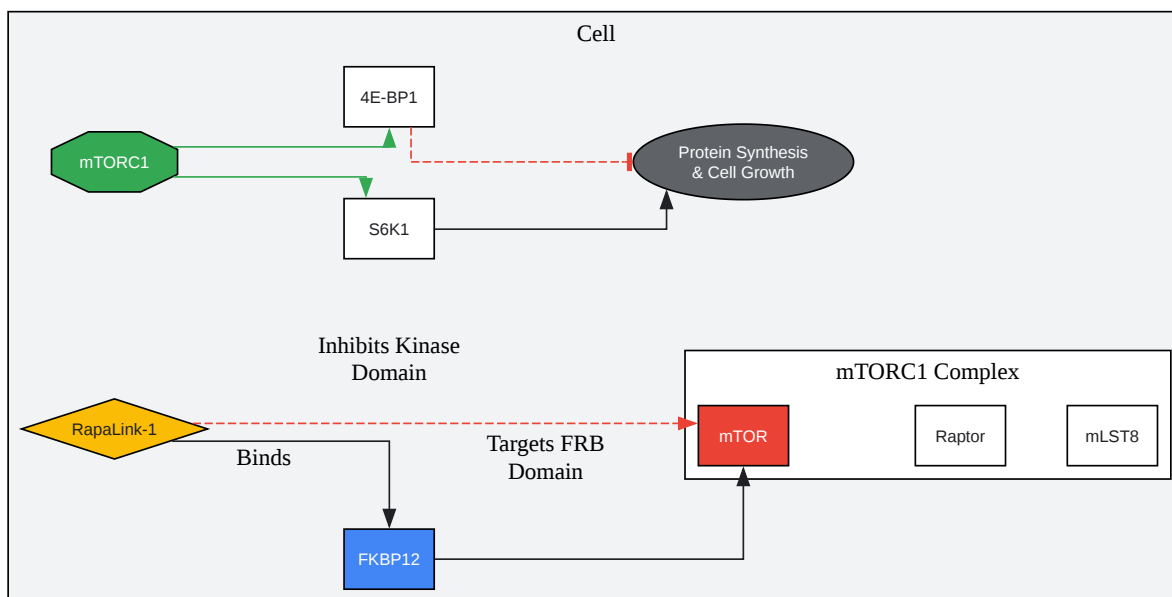 Cell
4E-BP1
mTORC1
Protein Synthesis
& Cell Growth
S6K1
Inhibits Kinase
Domain
mTORC1 Complex
RapaLink-1
mTOR
Raptor
mLST8
Binds
Targets FRB
Domain
FKBP12